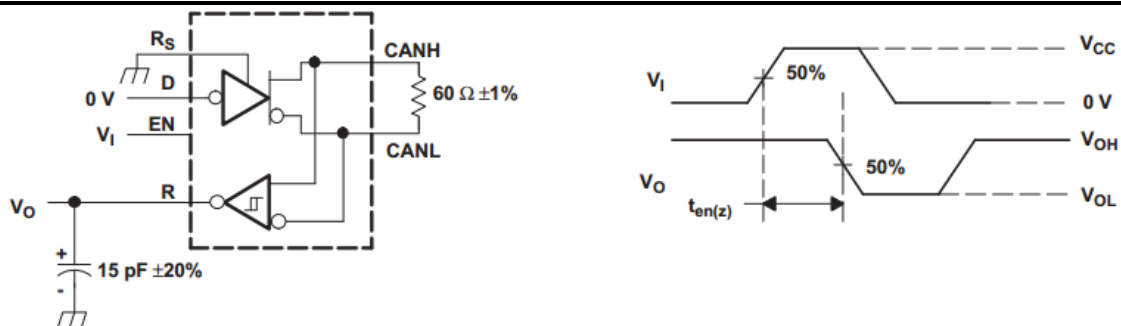 RS
D
0 V
EN
VI
R
VO
+
15 pF ±20%
-
CANH
60 Ω ±1%
CANL
VCC
50%
VI
0 V
VOH
50%
VO
ten(z)
VOL